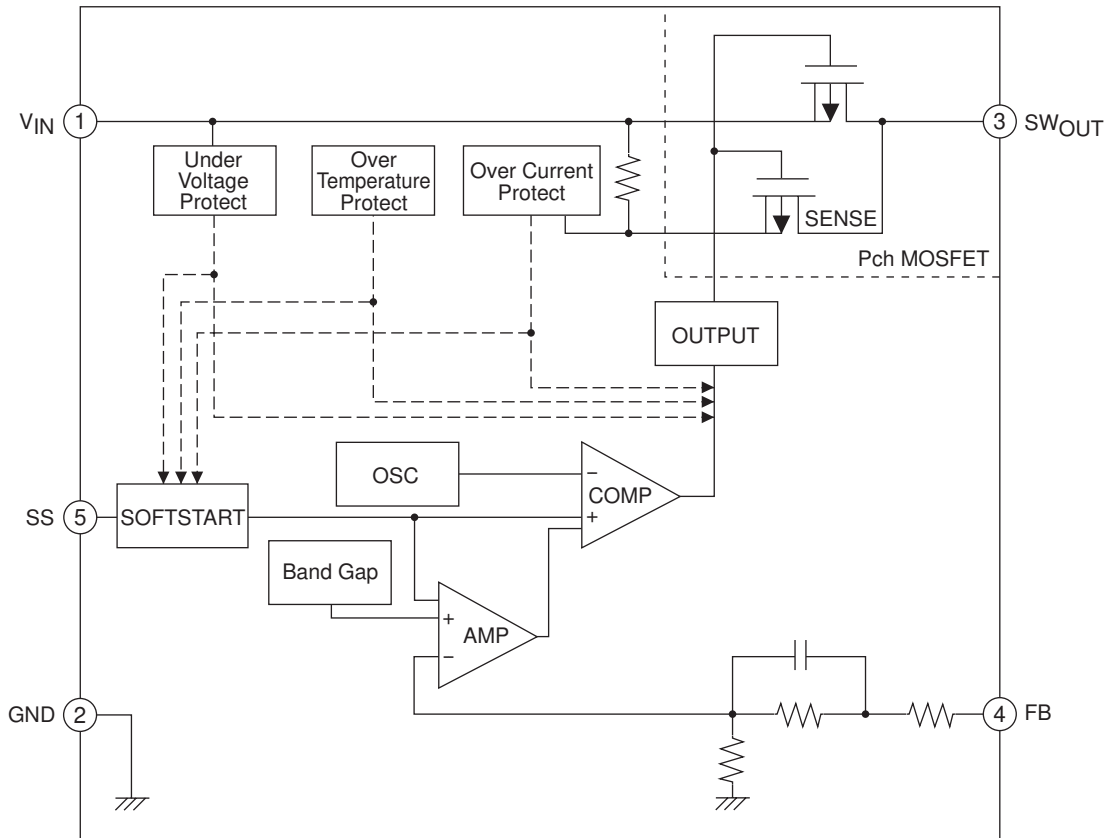 VIN 1
3 SWOUT
Under
Voltage
Protect
Over
Temperature
Protect
Over Current
Protect
SENSE
Pch MOSFET
OUTPUT
OSC
−
COMP
+
SS 5
SOFTSTART
Band Gap
+
AMP
−
GND 2
4 FB